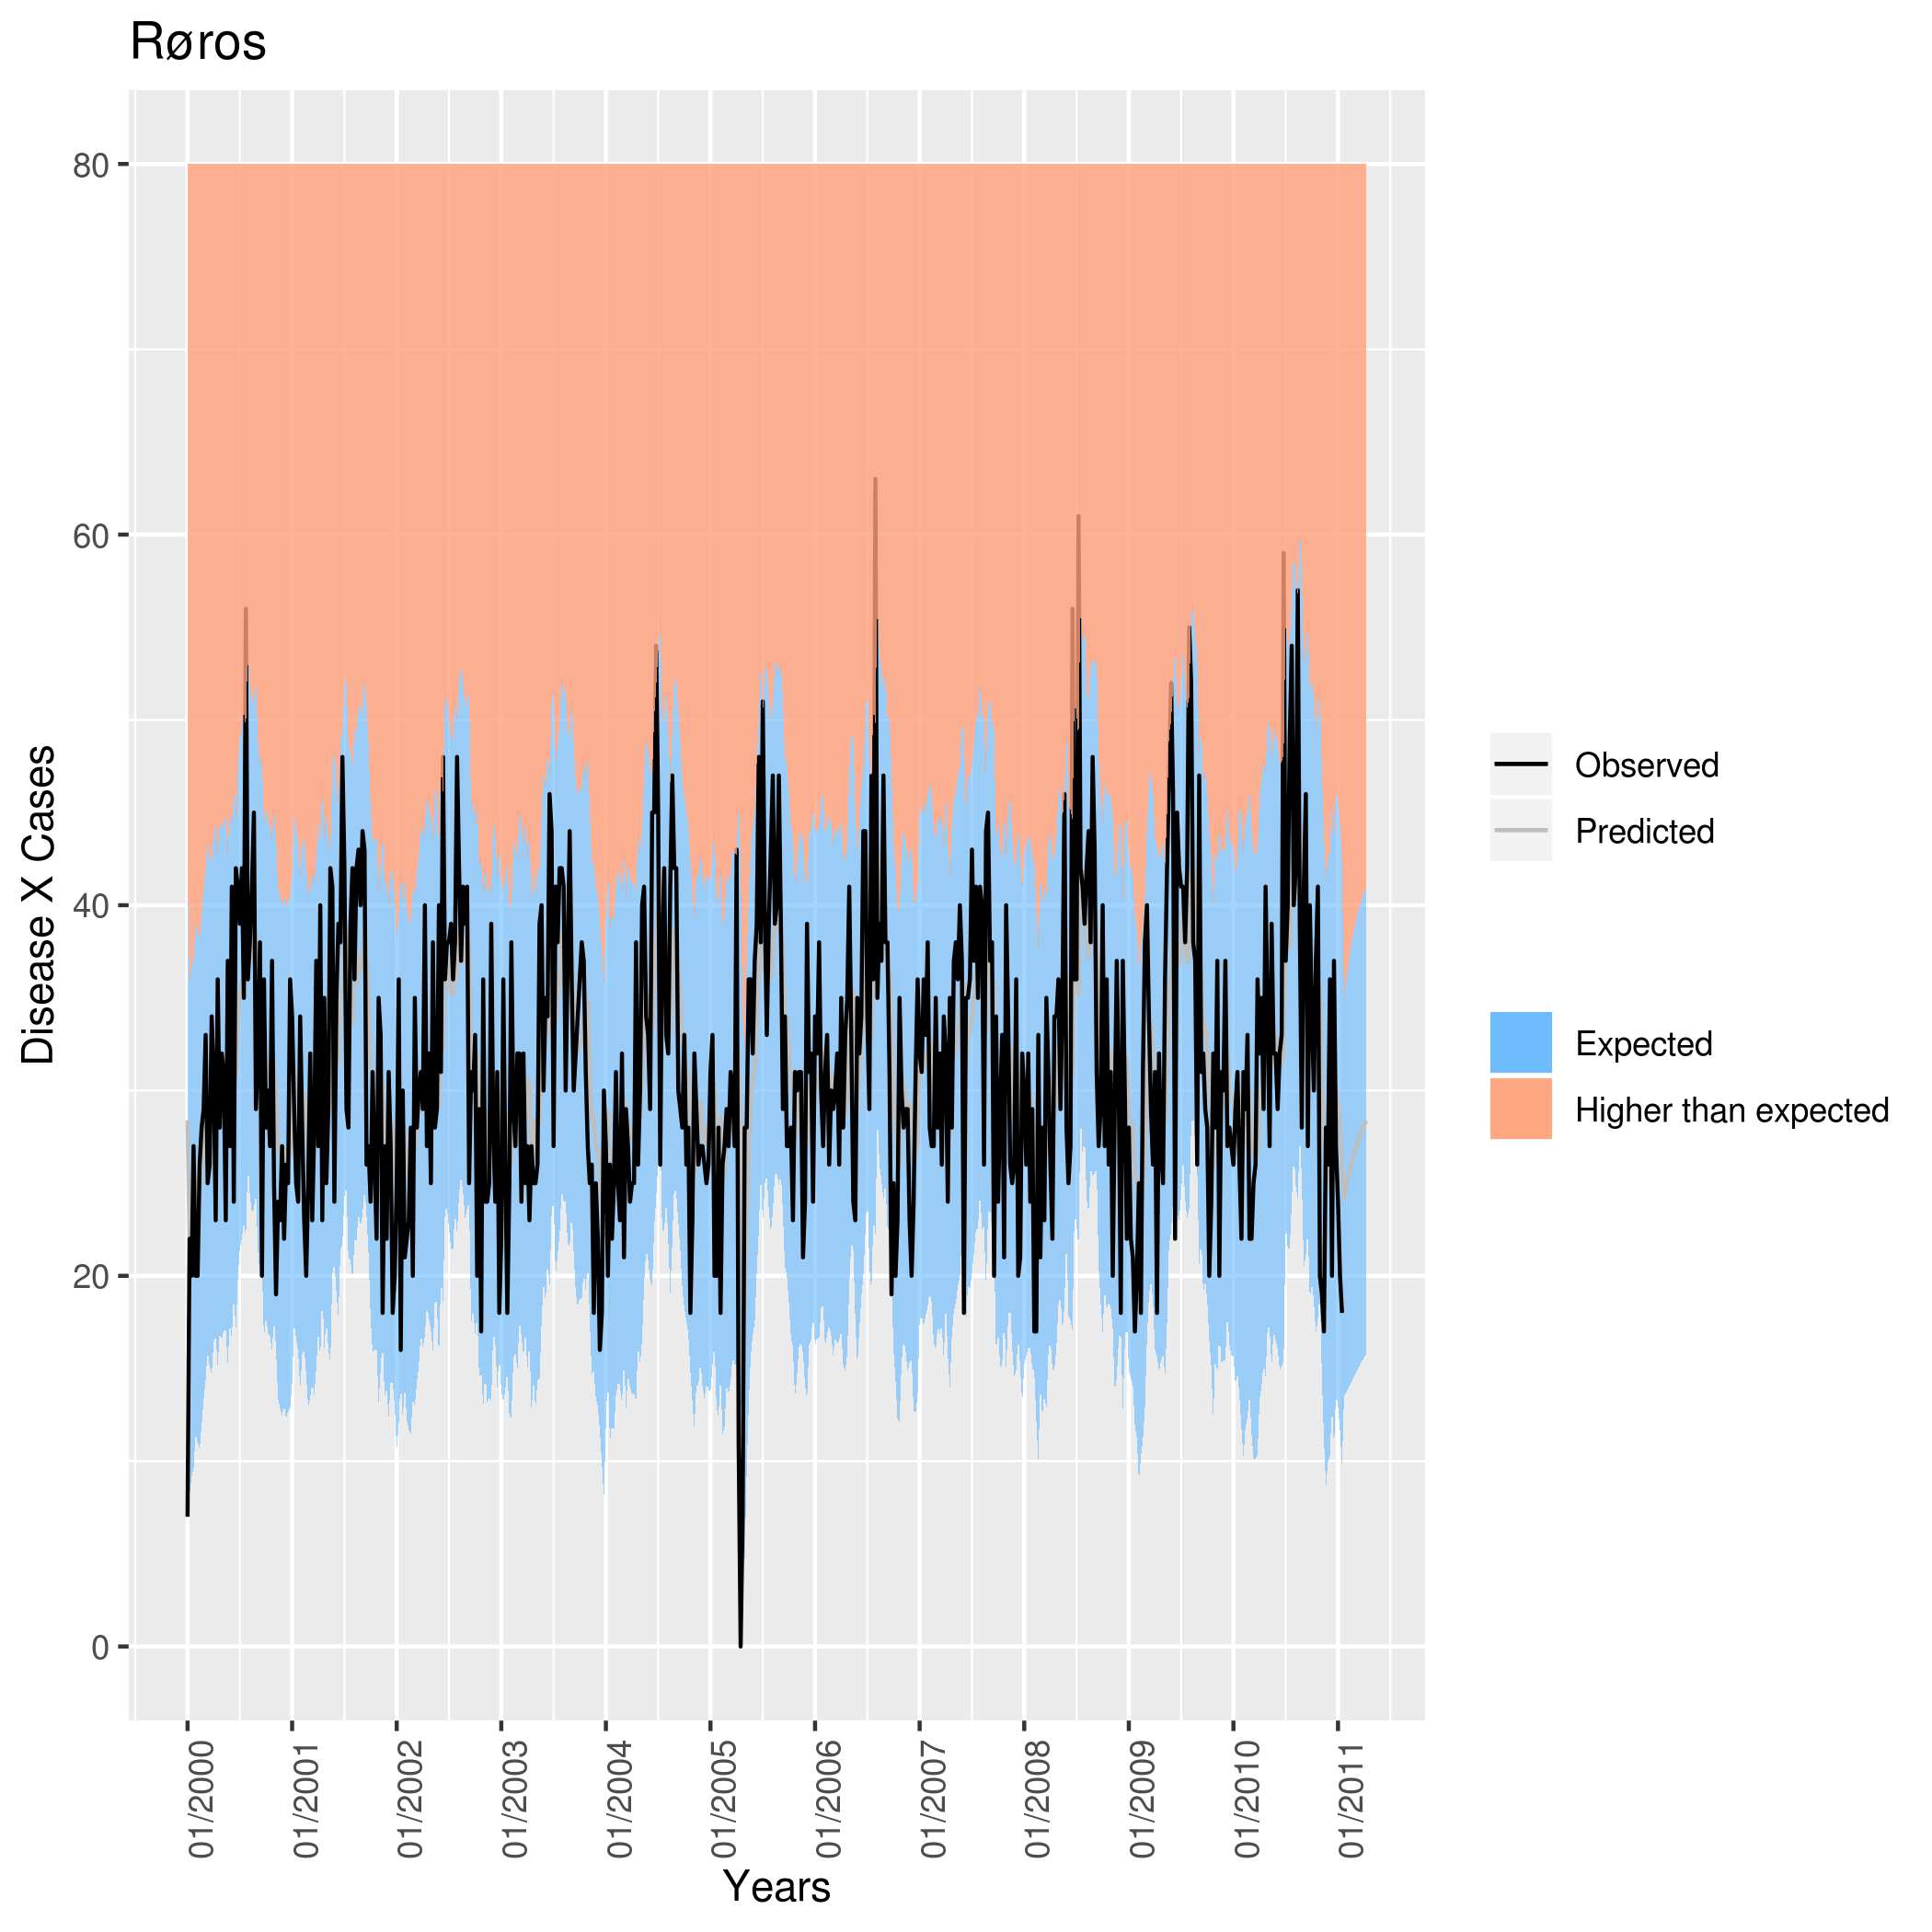 Røros
80
60
40
20
0
Disease X Cases
01/2000
01/2001
01/2002
01/2003
01/2004
01/2005
01/2006
01/2007
01/2008
01/2009
01/2010
01/2011
Years
Observed
Predicted
Expected
Higher than expected